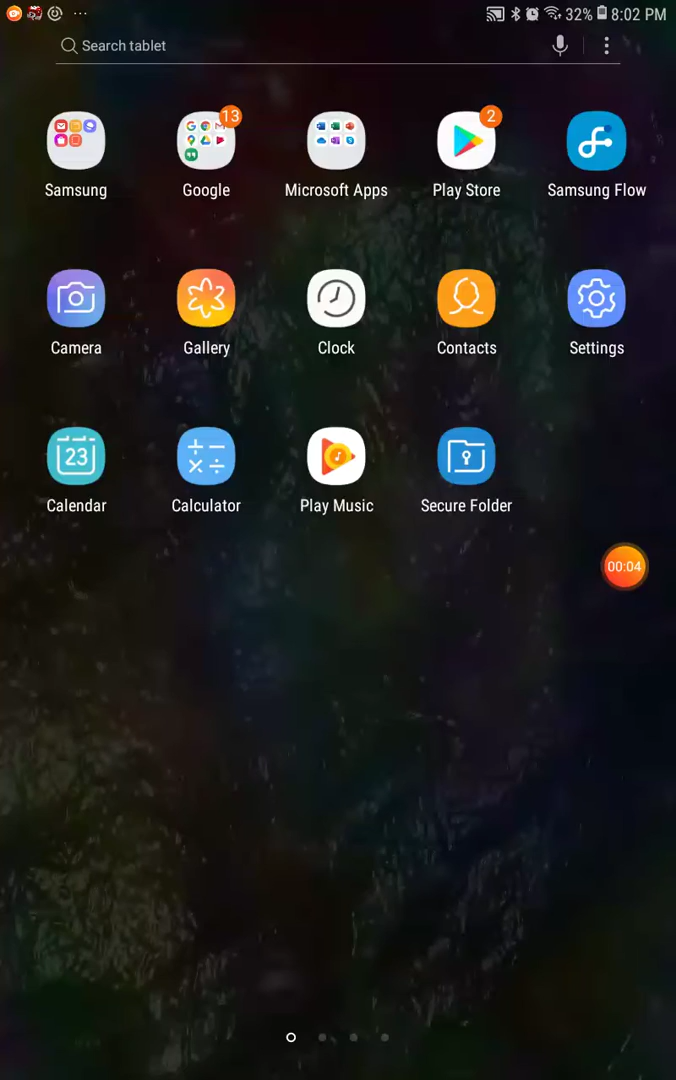 32% 8:02 PM
Search tablet
13
2
Samsung
Google
Microsoft Apps
Play Store
Samsung Flow
Camera
Gallery
Clock
Contacts
Settings
23
Calendar
Calculator
Play Music
Secure Folder
00:04